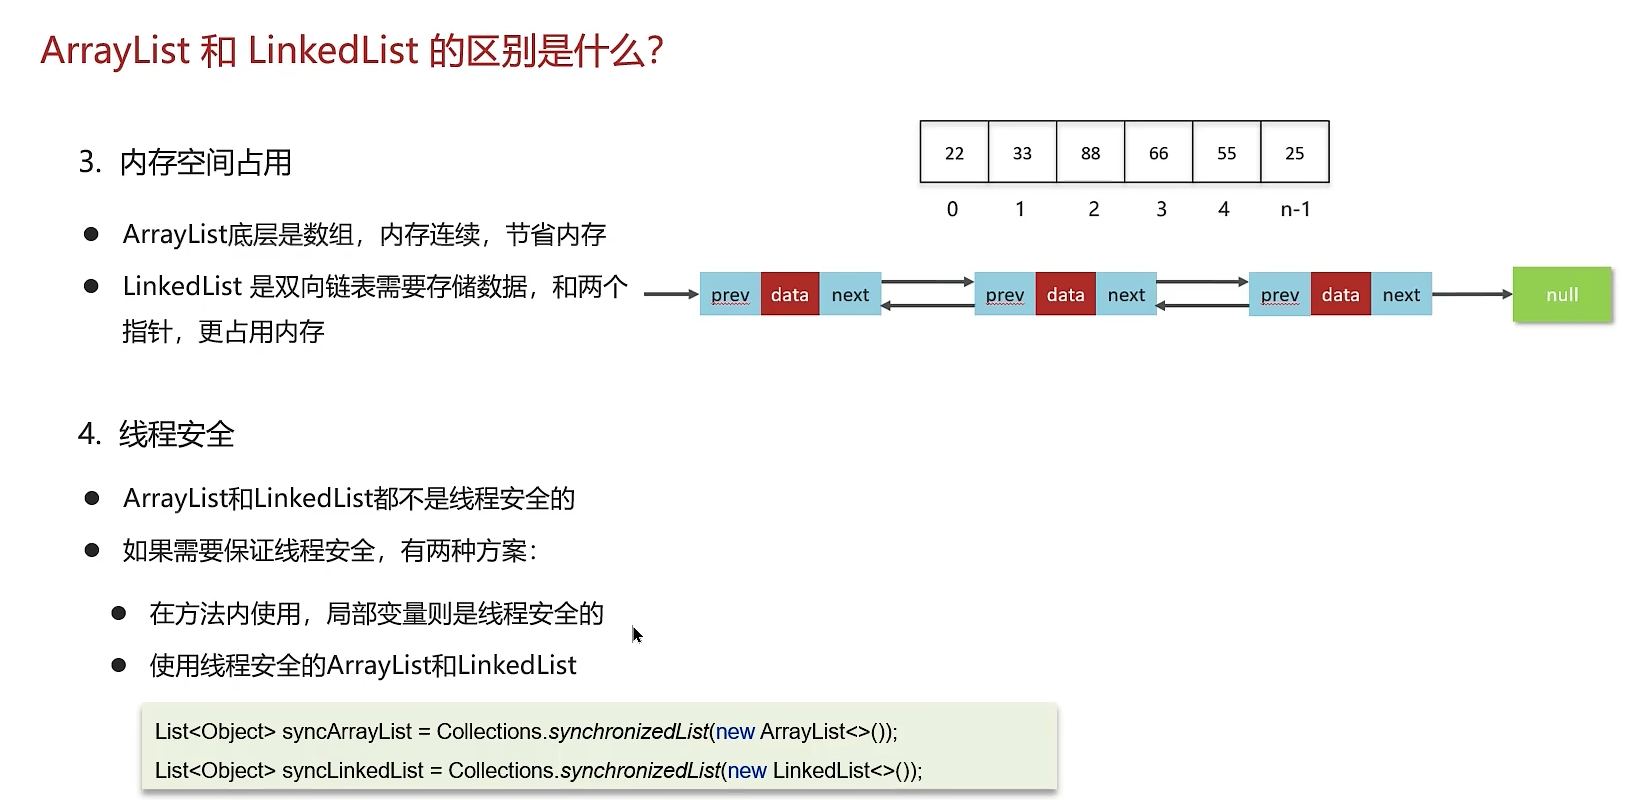 ArrayList 和 LinkedList 的区别是什么？
3. 内存空间占用
● ArrayList底层是数组，内存连续，节省内存
● LinkedList 是双向链表需要存储数据，和两个
指针，更占用内存
22 33 88 66 55 25
0 1 2 3 4 n-1
prev data next prev data next prev data next null
4. 线程安全
● ArrayList和LinkedList都不是线程安全的
● 如果需要保证线程安全，有两种方案：
● 在方法内使用，局部变量则是线程安全的
● 使用线程安全的ArrayList和LinkedList
List<Object> syncArrayList = Collections.synchronizedList(new ArrayList<>());
List<Object> syncLinkedList = Collections.synchronizedList(new LinkedList<>());